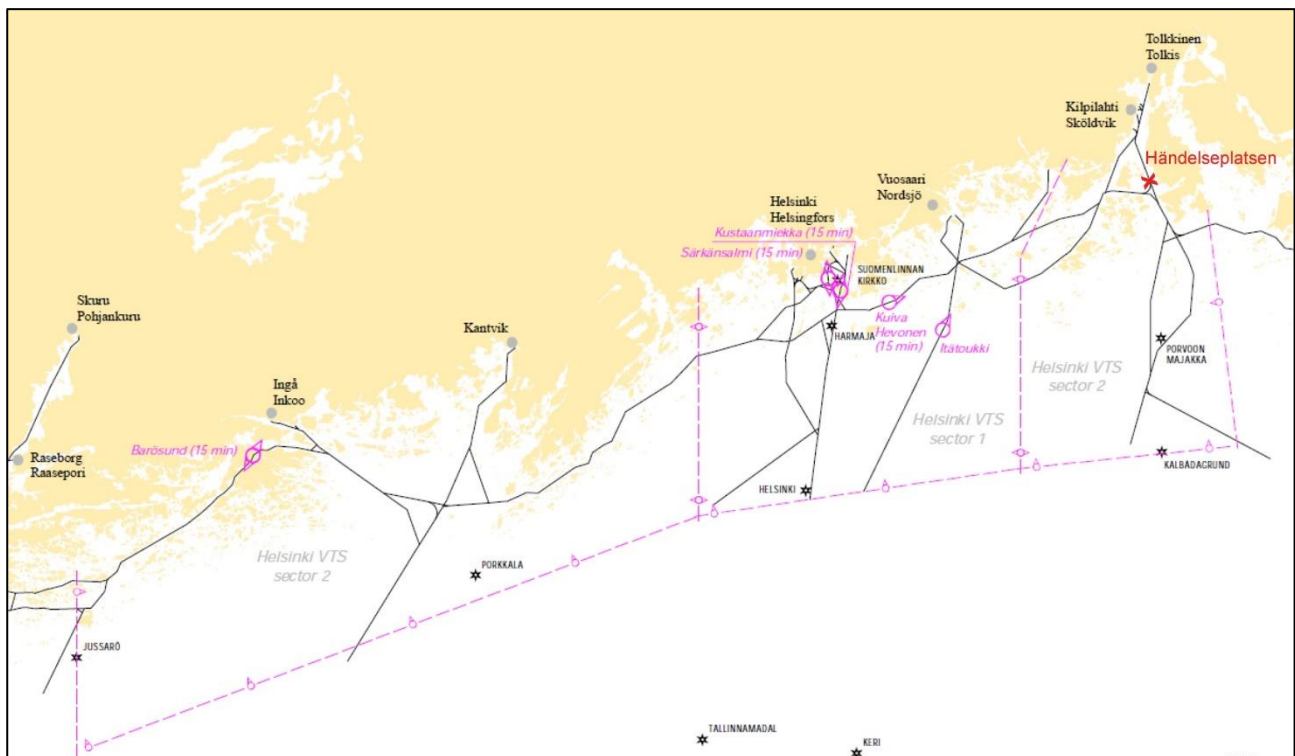 Tolkkinen
Tolkis
Kilpilahti
Sköldvik
Händelseplatsen
Vuosaari
Nordsjö
Helsinki
Helsingfors
Kustaanmiekka (15 min)
Särkänsalmi (15 min)
SUOMENLINNAN
KIRKKO
Skuru
Pohjankuru
Kantvik
HARMAJA
Kuiva
Hevonen
(15 min)
Itätoukki
PORVOON
MAJAKKA
Helsinki VTS
sector 2
Ingå
Inkoo
Helsinki VTS
sector 1
Barösund (15 min)
Raseborg
Raasepori
KALBÅDAGRUND
HELSINKI
Helsinki VTS
sector 2
PORKKALA
JUSSARÖ
TALLINNAMADAL
KERI